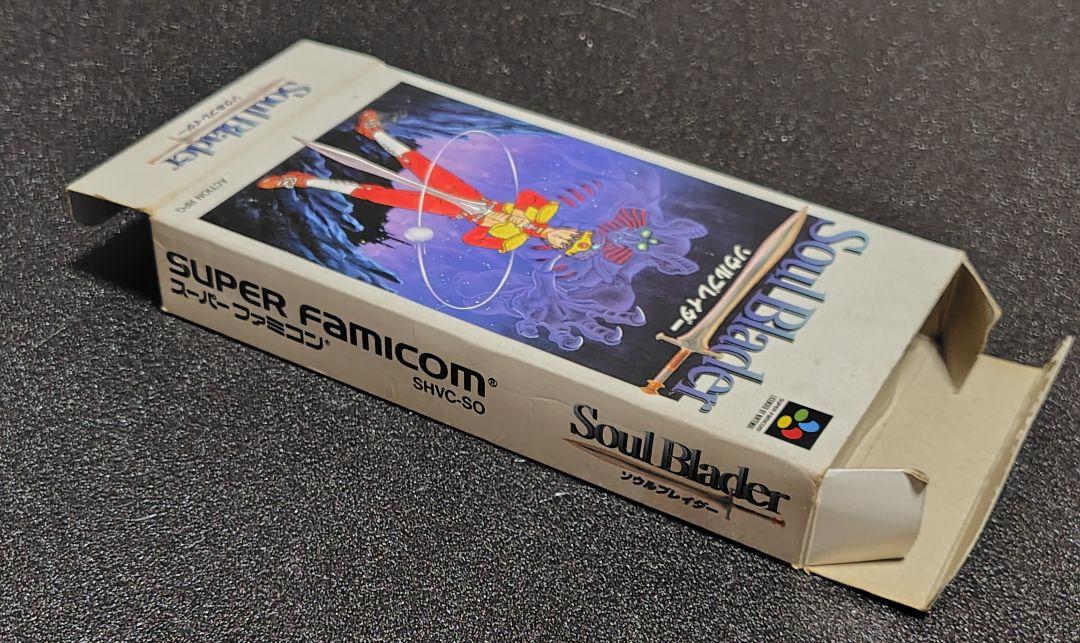 Soul Blader
ソウルブレイダー
ACTION RPG
Soul Blader
ソウルブレイダー
SUPER FAMICOM®
スーパーファミコン®
SHVC-SO
Soul Blader
ソウルブレイダー